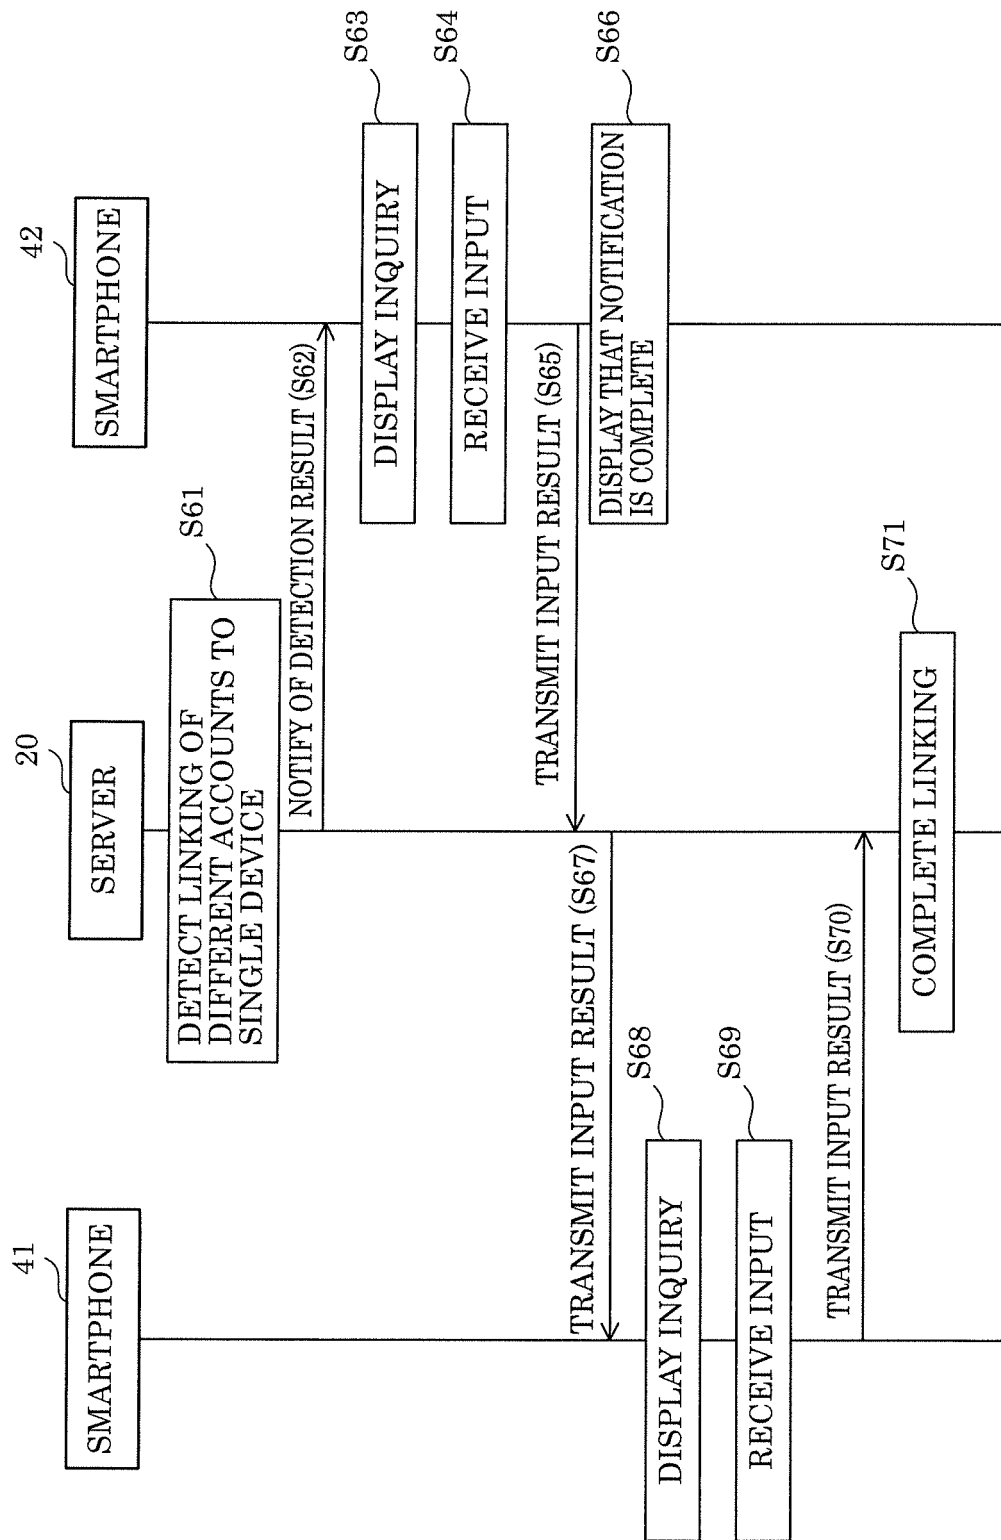 41
SMARTPHONE
20
SERVER
42
SMARTPHONE
DETECT LINKING OF
DIFFERENT ACCOUNTS TO
SINGLE DEVICE
S61
NOTIFY OF DETECTION RESULT (S62)
DISPLAY INQUIRY
S63
RECEIVE INPUT
S64
TRANSMIT INPUT RESULT (S65)
DISPLAY THAT NOTIFICATION
IS COMPLETE
S66
TRANSMIT INPUT RESULT (S67)
DISPLAY INQUIRY
S68
RECEIVE INPUT
S69
TRANSMIT INPUT RESULT (S70)
COMPLETE LINKING
S71